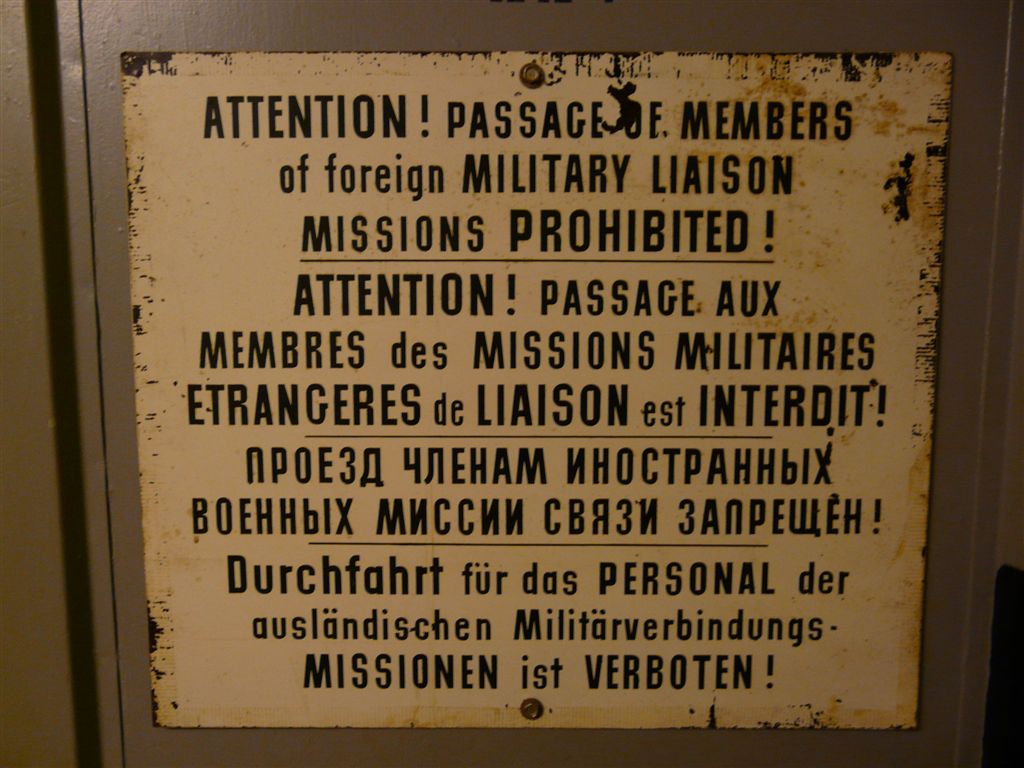 ATTENTION! PASSAGE OF MEMBERS
of foreign MILITARY LIAISON
MISSIONS PROHIBITED!
ATTENTION! PASSAGE AUX
MEMBRES des MISSIONS MILITAIRES
ETRANGERES de LIAISON est INTERDIT!
ПРОЕЗД ЧЛЕНАМ ИНОСТРАННЫХ
ВОЕННЫХ МИССИИ СВЯЗИ ЗАПРЕЩЕН!
Durchfahrt für das PERSONAL der
ausländischen Militärverbindungs-
MISSIONEN ist VERBOTEN!